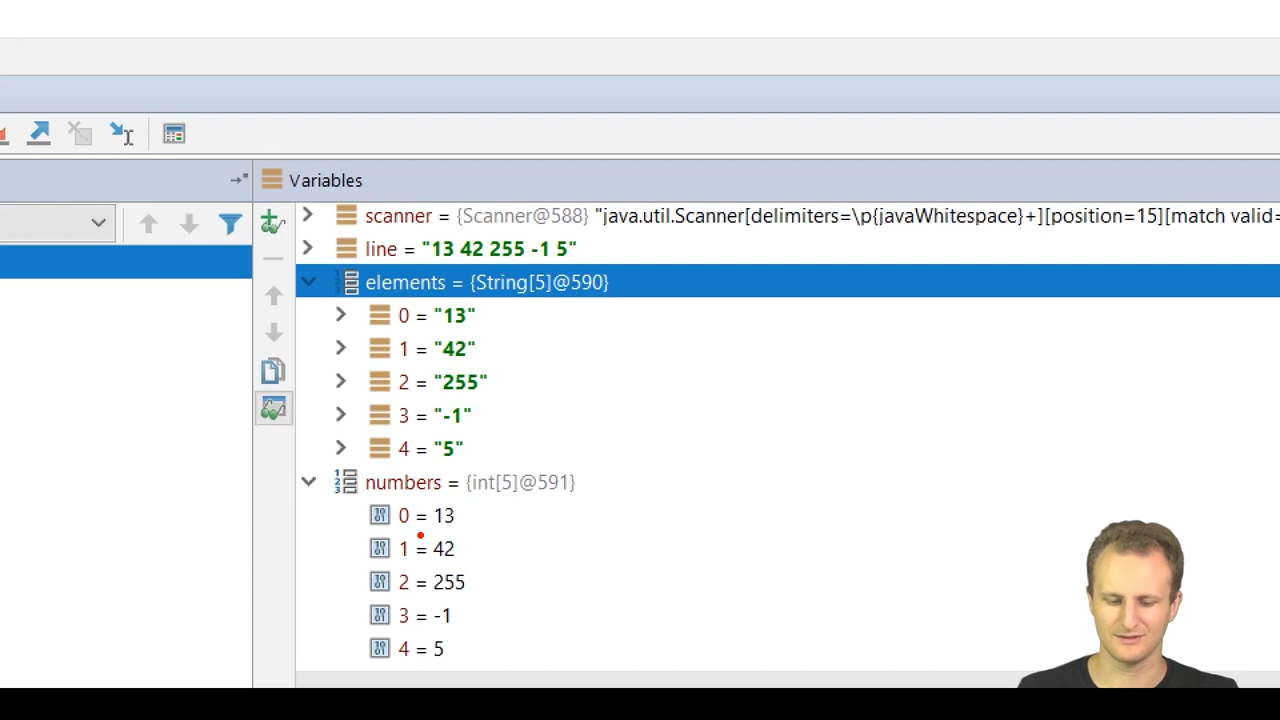 Variables
scanner = {Scanner@588} "java.util.Scanner[delimiters=\p{javaWhitespace}+][position=15][match valid=
line = "13 42 255 -1 5"
elements = {String[5]@590}
0 = "13"
1 = "42"
2 = "255"
3 = "-1"
4 = "5"
numbers = {int[5]@591}
0 = 13
1 = 42
2 = 255
3 = -1
4 = 5